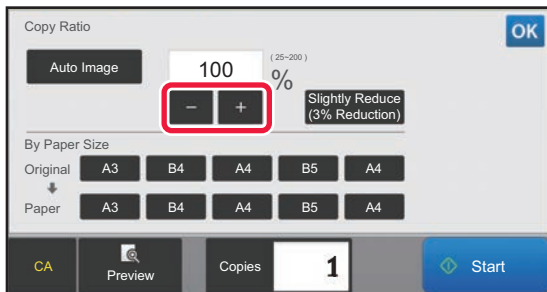 Copy Ratio
OK
Auto Image
100
( 25~200 )
%
− +
Slightly Reduce
(3% Reduction)
By Paper Size
Original A3 B4 A4 B5 A4
Paper A3 B4 A4 B5 A4
CA Preview Copies 1 Start